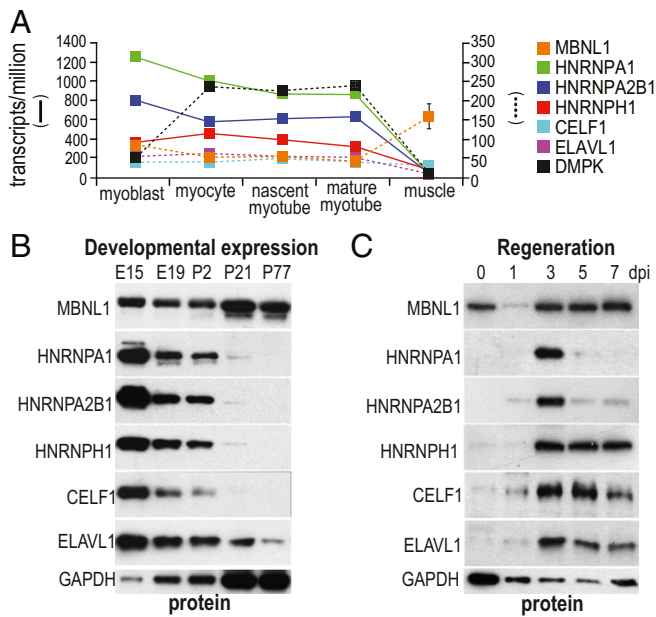 A
transcripts/million
(—)
1400
1200
1000
800
600
400
200
0
350
300
250
200
150
100
50
0
(....)
myoblast
myocyte
nascent
myotube
mature
myotube
muscle
MBNL1
HNRNPA1
HNRNPA2B1
HNRNPH1
CELF1
ELAVL1
DMPK
B Developmental expression
E15 E19 P2 P21 P77
MBNL1
HNRNPA1
HNRNPA2B1
HNRNPH1
CELF1
ELAVL1
GAPDH
protein
C Regeneration
0 1 3 5 7 dpi
MBNL1
HNRNPA1
HNRNPA2B1
HNRNPH1
CELF1
ELAVL1
GAPDH
protein